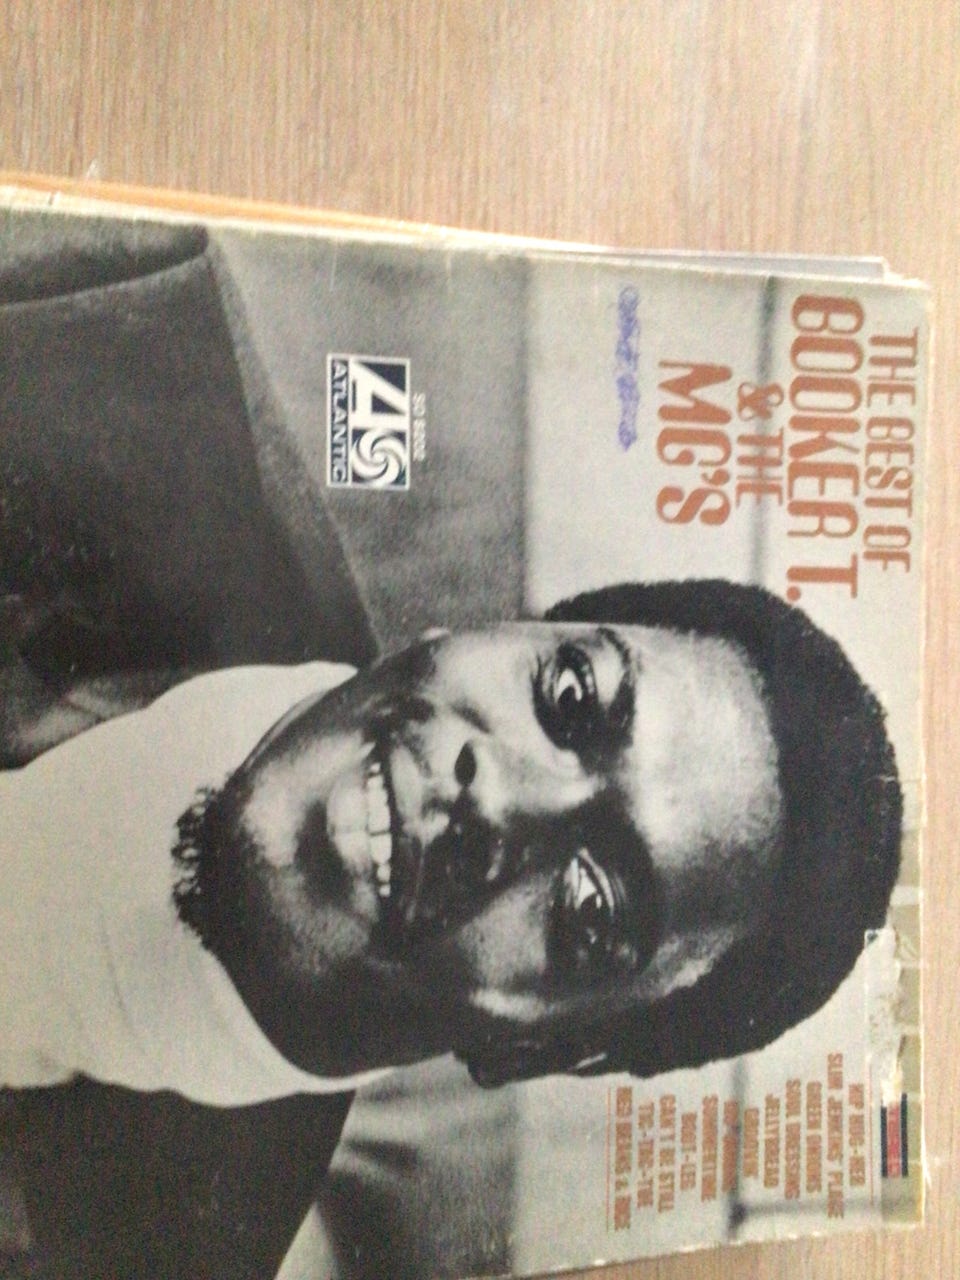 THE BEST OF
BOOKER T.
& THE
MG'S
HIP HUG-HER
SLIM JENKINS' PLACE
GREEN ONIONS
SOUL DRESSING
JELLYBREAD
GROOVIN'
SUMMERTIME
BOOT-LEG
CAN'T BE STILL
TIC-TAC-TOE
RED BEANS & RICE
SD 8202
ATLANTIC